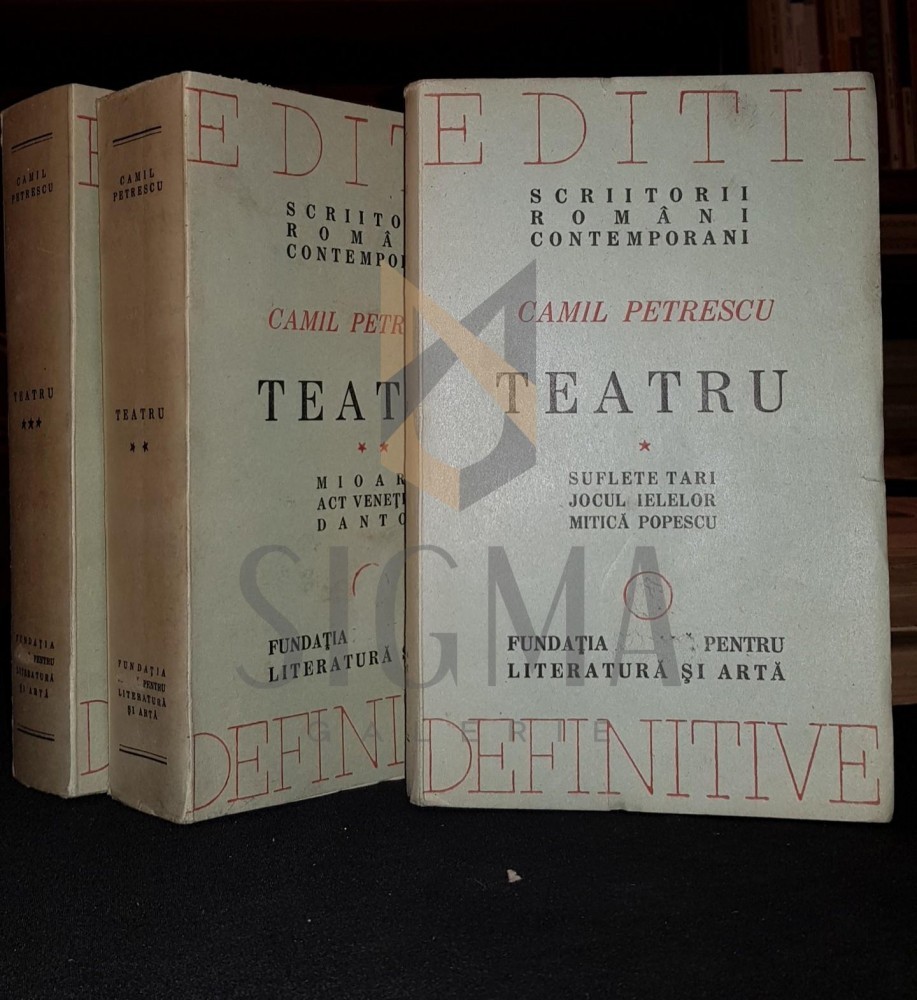 CAMIL
PETRESCU
TEATRU
***
FUNDAȚIA
PENTRU
LITERATURĂ
ȘI ARTĂ
CAMIL
PETRESCU
TEATRU
**
FUNDAȚIA
PENTRU
LITERATURĂ
ȘI ARTĂ
EDIT
SCRIITO
ROMÂ
CONTEMPO
CAMIL PETR
TEAT
**
MIOAR
ACT VENEȚI
DANTO
FUNDAȚIA
LITERATURĂ
DEFINI
EDITII
SCRIITORII
ROMÂNI
CONTEMPORANI
CAMIL PETRESCU
TEATRU
*
SUFLETE TARI
JOCUL IELELOR
MITICĂ POPESCU
FUNDAȚIA PENTRU
LITERATURĂ ȘI ARTĂ
DEFINITIVE
SIGMA
GALERIE